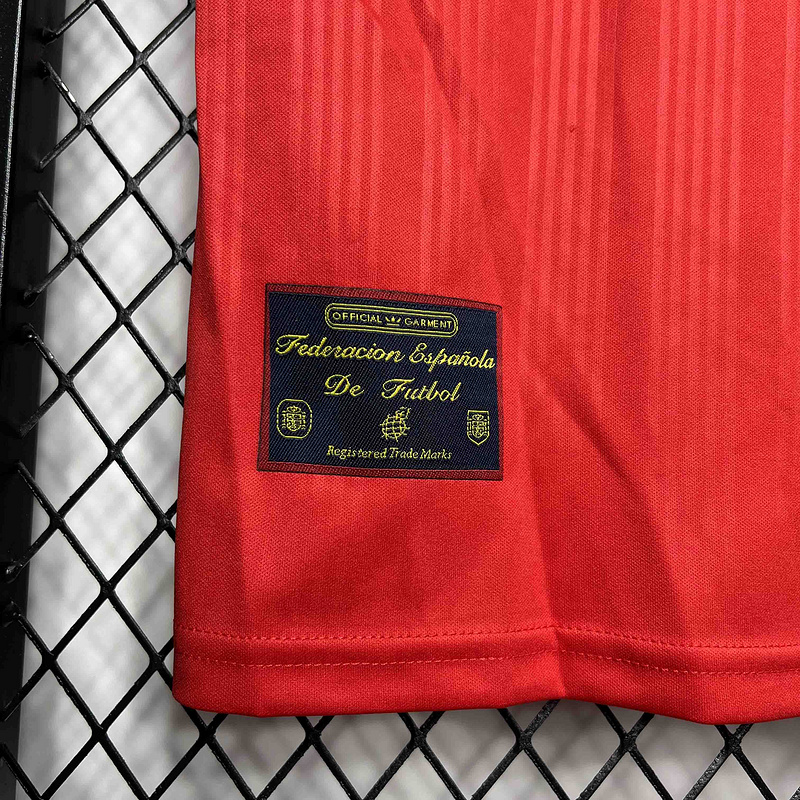 OFFICIAL GARMENT
Federacion Española
De Futbol
Registered Trade Marks